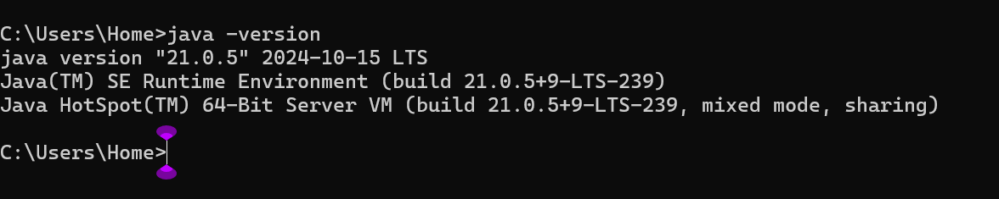 C:\Users\Home>java -version
java version "21.0.5" 2024-10-15 LTS
Java(TM) SE Runtime Environment (build 21.0.5+9-LTS-239)
Java HotSpot(TM) 64-Bit Server VM (build 21.0.5+9-LTS-239, mixed mode, sharing)
C:\Users\Home>